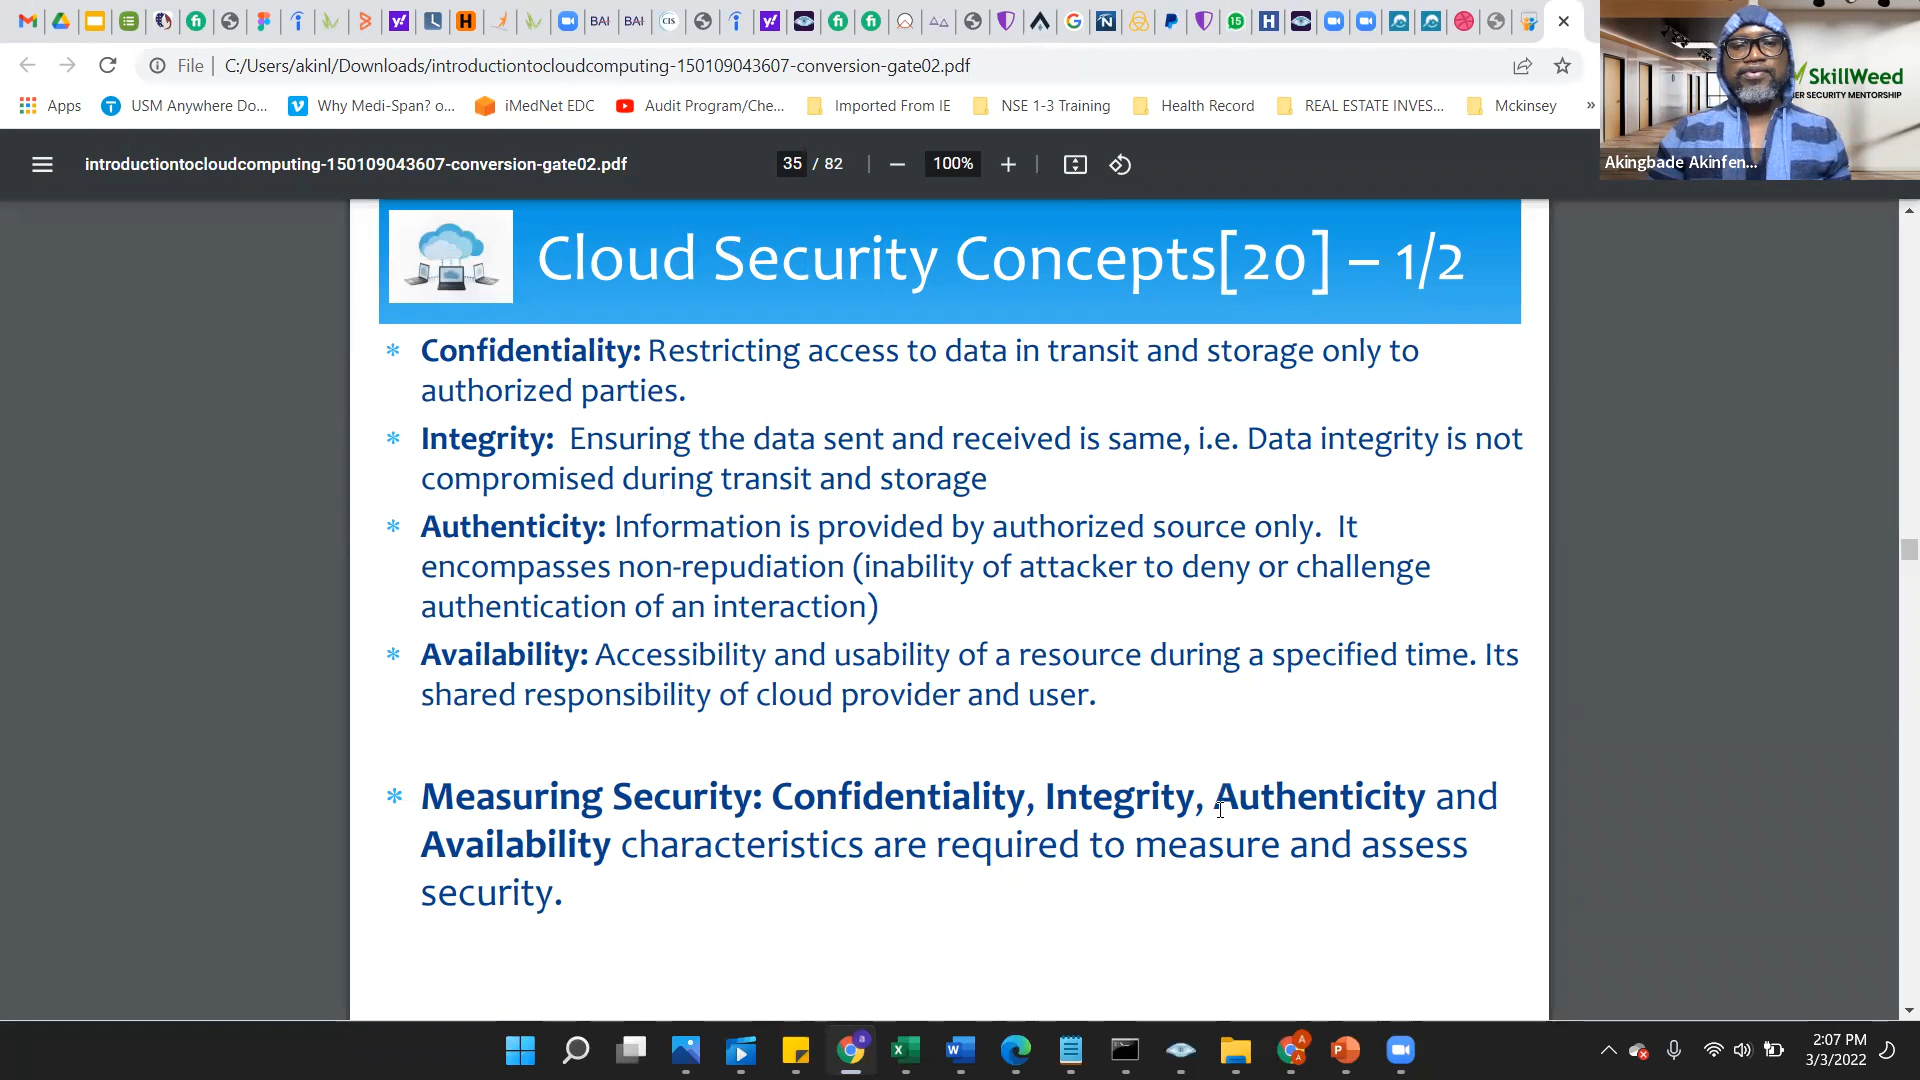 BAI BAI CIS
File C:/Users/akinl/Downloads/introductiontocloudcomputing-150109043607-conversion-gate02.pdf
Apps USM Anywhere Do... Why Medi-Span? o... iMedNet EDC Audit Program/Che... Imported From IE NSE 1-3 Training Health Record REAL ESTATE INVES... Mckinsey »
SkillWeed
ER SECURITY MENTORSHIP
Akingbade Akinfen...
introductiontocloudcomputing-150109043607-conversion-gate02.pdf 35 / 82 100%
Cloud Security Concepts[20] – 1/2
* Confidentiality: Restricting access to data in transit and storage only to
authorized parties.
* Integrity: Ensuring the data sent and received is same, i.e. Data integrity is not
compromised during transit and storage
* Authenticity: Information is provided by authorized source only. It
encompasses non-repudiation (inability of attacker to deny or challenge
authentication of an interaction)
* Availability: Accessibility and usability of a resource during a specified time. Its
shared responsibility of cloud provider and user.
* Measuring Security: Confidentiality, Integrity, Authenticity and
Availability characteristics are required to measure and assess
security.
2:07 PM
3/3/2022